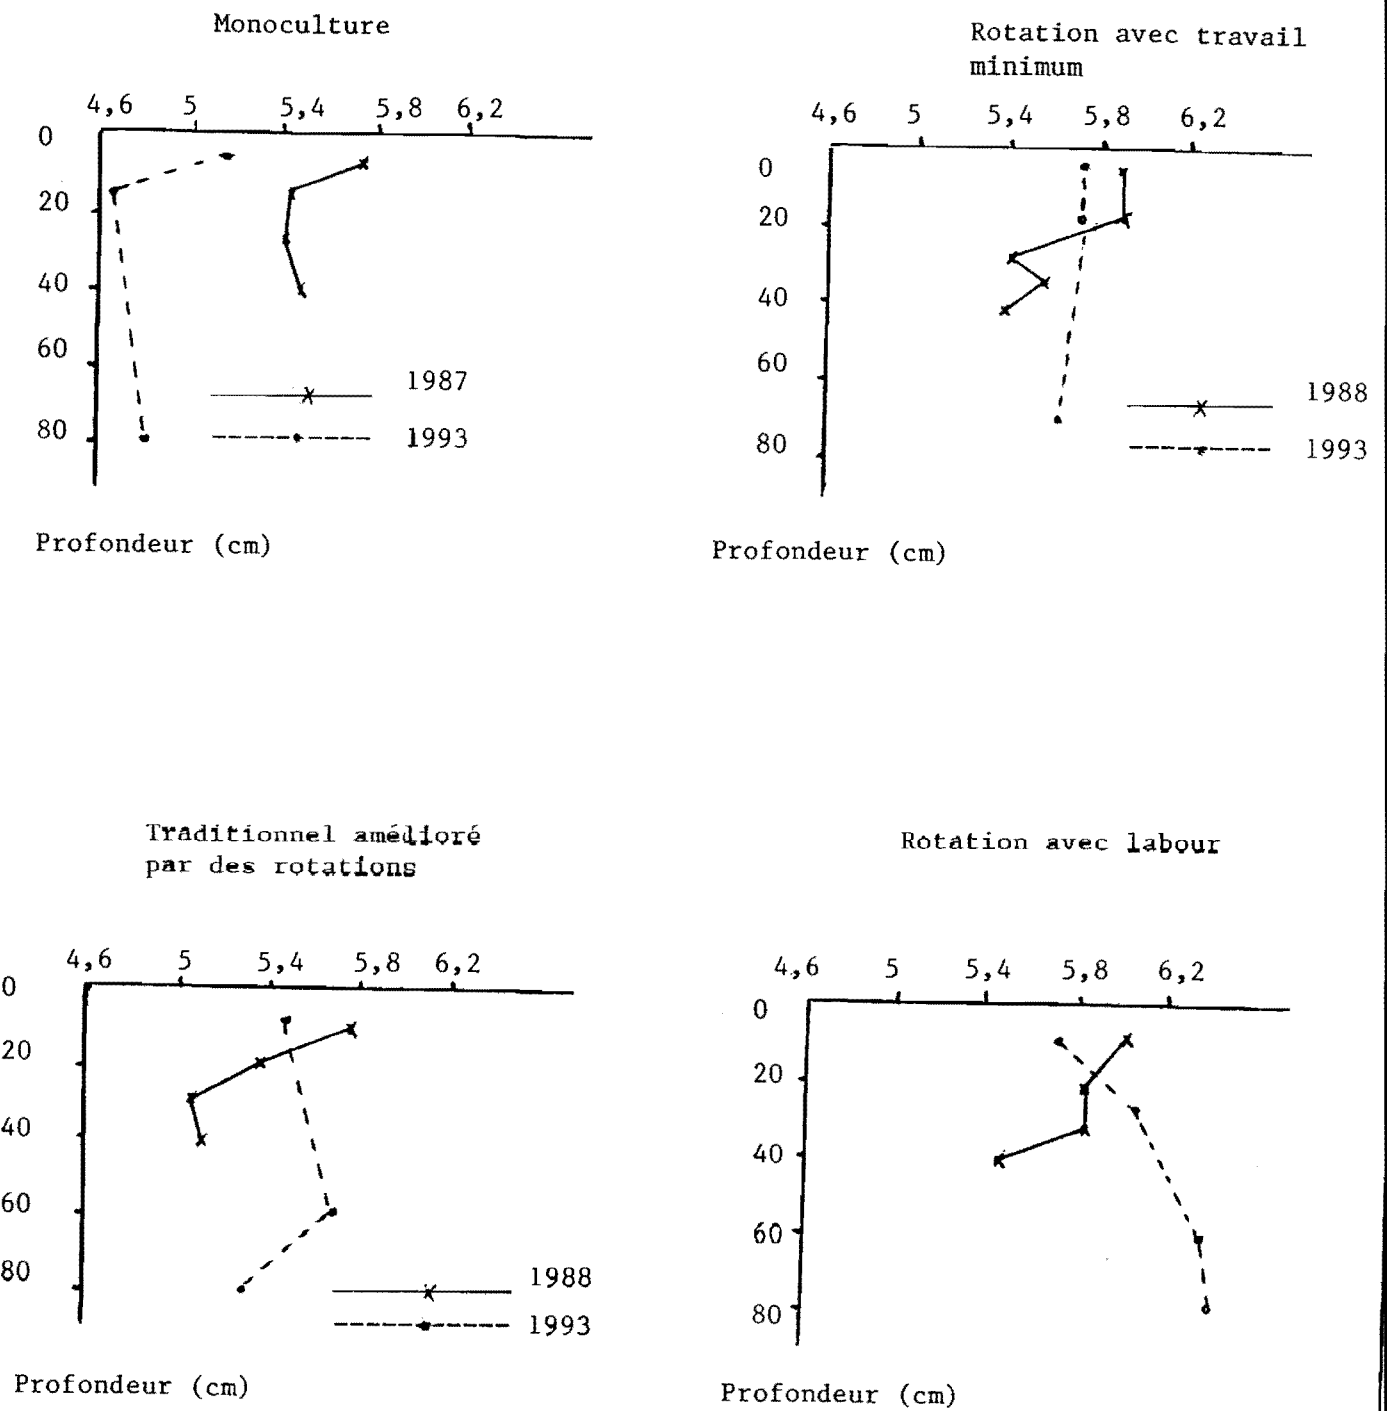 Monoculture
4,6 5 5,4 5,8 6,2
0
20
40
60
80
1987
1993
Profondeur (cm)
Rotation avec travail
minimum
4,6 5 5,4 5,8 6,2
0
20
40
60
80
1988
1993
Profondeur (cm)
Traditionnel amélioré
par des rotations
4,6 5 5,4 5,8 6,2
0
20
40
60
80
1988
1993
Profondeur (cm)
Rotation avec labour
4,6 5 5,4 5,8 6,2
0
20
40
60
80
Profondeur (cm)